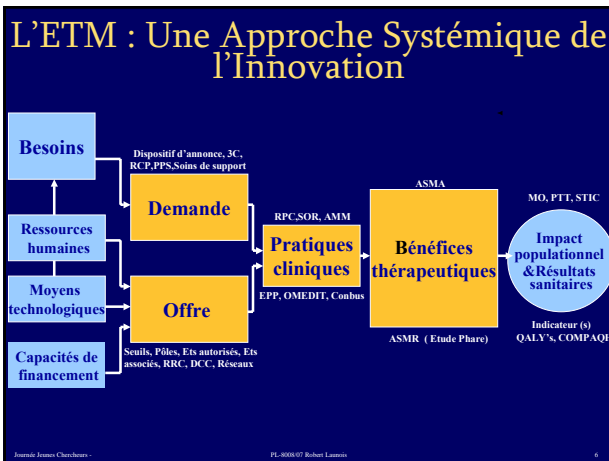 L'ETM : Une Approche Systémique de
l'Innovation
Besoins
Dispositif d'annonce, 3C,
RCP,PPS,Soins de support
Demande
Ressources
humaines
Moyens
technologiques
Capacités de
financement
Offre
Seuils, Pôles, Ets autorisés, Ets
associés, RRC, DCC, Réseaux
RPC,SOR, AMM
Pratiques
cliniques
EPP, OMEDIT, Conbus
ASMA
Bénéfices
thérapeutiques
ASMR ( Etude Phare)
MO, PTT, STIC
Impact
populationnel
&Résultats
sanitaires
Indicateur (s)
QALY's, COMPAQH
Journée Jeunes Chercheurs -
PL-8008/07 Robert Launois
6